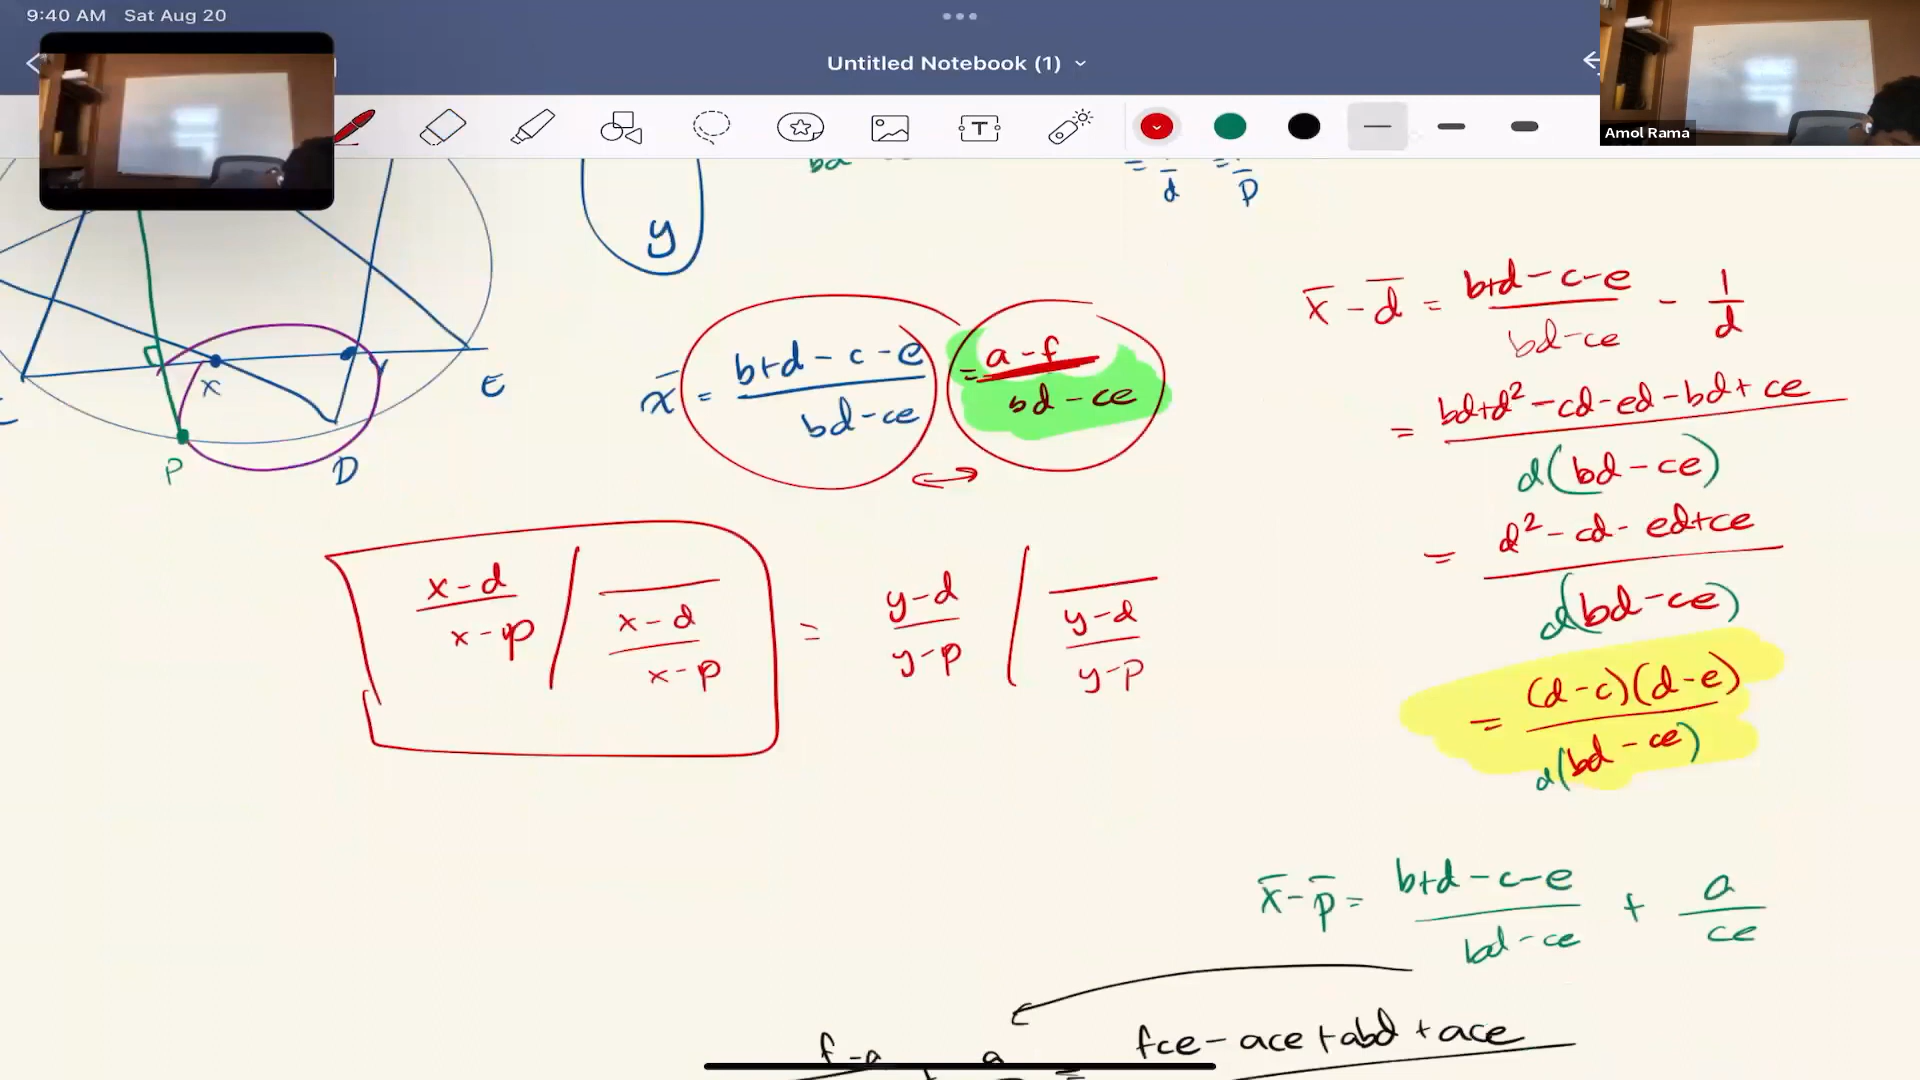 9:40 AM Sat Aug 20
Untitled Notebook (1)
Amol Rama
y
= 1/d = 1/p
x̄ = (b+d-c-e)/(bd-ce) = (a-f)/(bd-ce)
x
E
P
D
x̄ - d̄ = (b+d-c-e)/(bd-ce) - 1/d
= (bd+d²-cd-ed-bd+ce)/(d(bd-ce))
= (d²-cd-ed+ce)/(d(bd-ce))
= (d-c)(d-e)/(d(bd-ce))
(x-d)/(x-p) / (x-d)/(x-p) = (y-d)/(y-p) / (y-d)/(y-p)
x̄ - p̄ = (b+d-c-e)/(bd-ce) + a/(ce)
f-a + a = fce-ace+abd+ace